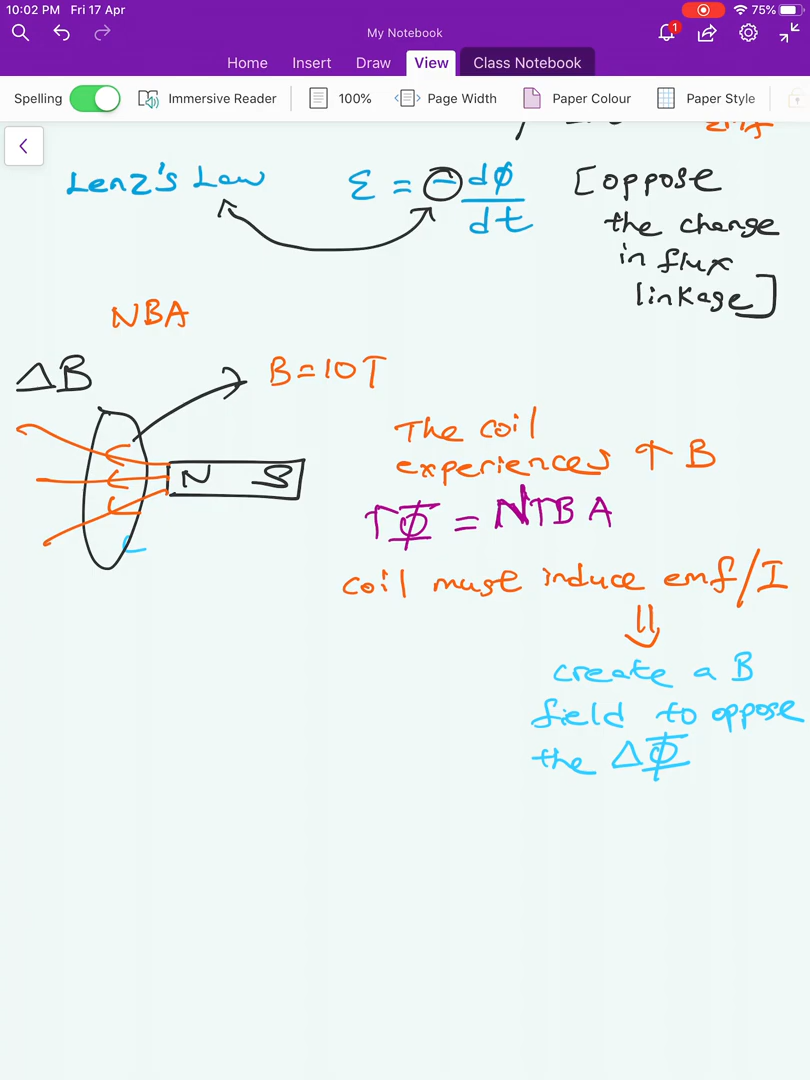 10:02 PM Fri 17 Apr
75%
My Notebook
1
Home Insert Draw View Class Notebook
Spelling Immersive Reader 100% Page Width Paper Colour Paper Style
Lenz's Law ε = - dφ/dt [oppose
the change
in flux
linkage]
NBA
ΔB
B = 10T
N S
The coil
experiences ↑ B
↑Φ = N↑BA
coil must induce emf/I
⇓
create a B
field to oppose
the ΔΦ